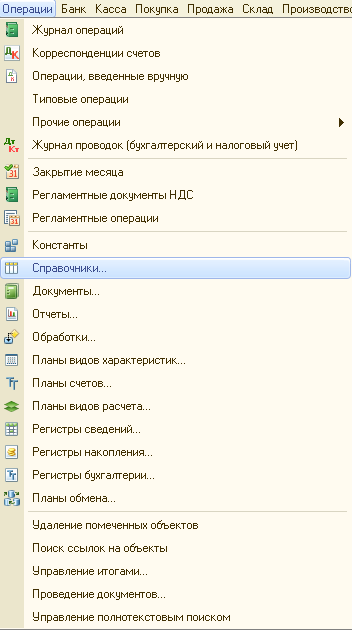 Операции Банк Касса Покупка Продажа Склад Производство
Журнал операций
Корреспонденции счетов
Операции, введенные вручную
Типовые операции
Прочие операции
Журнал проводок (бухгалтерский и налоговый учет)
Закрытие месяца
Регламентные документы НДС
Регламентные операции
Константы
Справочники...
Документы...
Отчеты...
Обработки...
Планы видов характеристик...
Планы счетов...
Планы видов расчета...
Регистры сведений...
Регистры накопления...
Регистры бухгалтерии...
Планы обмена...
Удаление помеченных объектов
Поиск ссылок на объекты
Управление итогами...
Проведение документов...
Управление полнотекстовым поиском